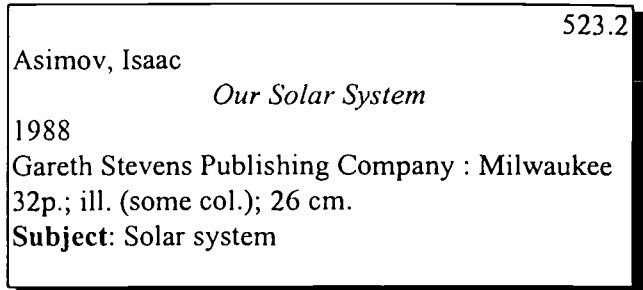 523.2
Asimov, Isaac
Our Solar System
1988
Gareth Stevens Publishing Company : Milwaukee
32p.; ill. (some col.); 26 cm.
Subject: Solar system